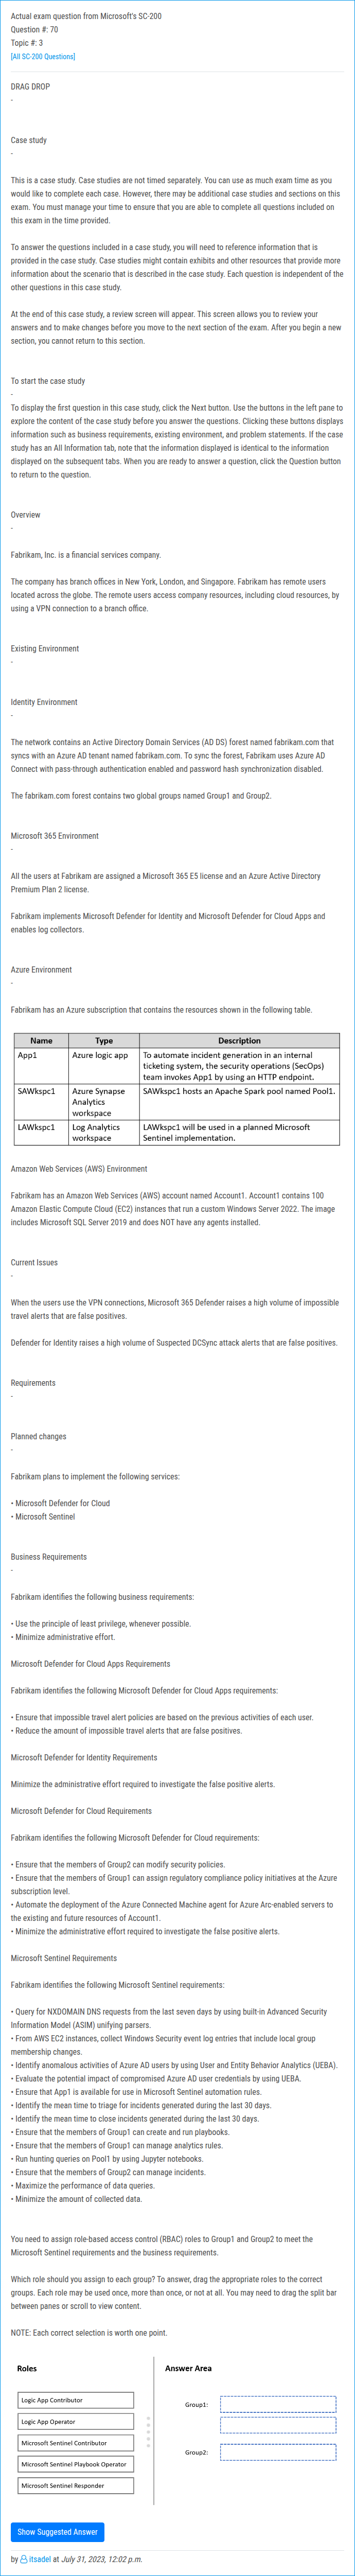 Actual exam question from Microsoft's SC-200
Question #: 70
Topic #: 3
[All SC-200 Questions]
DRAG DROP
-
Case study
-
This is a case study. Case studies are not timed separately. You can use as much exam time as you
would like to complete each case. However, there may be additional case studies and sections on this
exam. You must manage your time to ensure that you are able to complete all questions included on
this exam in the time provided.
To answer the questions included in a case study, you will need to reference information that is
provided in the case study. Case studies might contain exhibits and other resources that provide more
information about the scenario that is described in the case study. Each question is independent of the
other questions in this case study.
At the end of this case study, a review screen will appear. This screen allows you to review your
answers and to make changes before you move to the next section of the exam. After you begin a new
section, you cannot return to this section.
To start the case study
-
To display the first question in this case study, click the Next button. Use the buttons in the left pane to
explore the content of the case study before you answer the questions. Clicking these buttons displays
information such as business requirements, existing environment, and problem statements. If the case
study has an All Information tab, note that the information displayed is identical to the information
displayed on the subsequent tabs. When you are ready to answer a question, click the Question button
to return to the question.
Overview
-
Fabrikam, Inc. is a financial services company.
The company has branch offices in New York, London, and Singapore. Fabrikam has remote users
located across the globe. The remote users access company resources, including cloud resources, by
using a VPN connection to a branch office.
Existing Environment
-
Identity Environment
-
The network contains an Active Directory Domain Services (AD DS) forest named fabrikam.com that
syncs with an Azure AD tenant named fabrikam.com. To sync the forest, Fabrikam uses Azure AD
Connect with pass-through authentication enabled and password hash synchronization disabled.
The fabrikam.com forest contains two global groups named Group1 and Group2.
Microsoft 365 Environment
-
All the users at Fabrikam are assigned a Microsoft 365 E5 license and an Azure Active Directory
Premium Plan 2 license.
Fabrikam implements Microsoft Defender for Identity and Microsoft Defender for Cloud Apps and
enables log collectors.
Azure Environment
-
Fabrikam has an Azure subscription that contains the resources shown in the following table.
Name Type Description
App1 Azure logic app To automate incident generation in an internal
ticketing system, the security operations (SecOps)
team invokes App1 by using an HTTP endpoint.
SAWkspc1 Azure Synapse SAWkspc1 hosts an Apache Spark pool named Pool1.
Analytics
workspace
LAWkspc1 Log Analytics LAWkspc1 will be used in a planned Microsoft
workspace Sentinel implementation.
Amazon Web Services (AWS) Environment
Fabrikam has an Amazon Web Services (AWS) account named Account1. Account1 contains 100
Amazon Elastic Compute Cloud (EC2) instances that run a custom Windows Server 2022. The image
includes Microsoft SQL Server 2019 and does NOT have any agents installed.
Current Issues
-
When the users use the VPN connections, Microsoft 365 Defender raises a high volume of impossible
travel alerts that are false positives.
Defender for Identity raises a high volume of Suspected DCSync attack alerts that are false positives.
Requirements
-
Planned changes
-
Fabrikam plans to implement the following services:
• Microsoft Defender for Cloud
• Microsoft Sentinel
Business Requirements
-
Fabrikam identifies the following business requirements:
• Use the principle of least privilege, whenever possible.
• Minimize administrative effort.
Microsoft Defender for Cloud Apps Requirements
Fabrikam identifies the following Microsoft Defender for Cloud Apps requirements:
• Ensure that impossible travel alert policies are based on the previous activities of each user.
• Reduce the amount of impossible travel alerts that are false positives.
Microsoft Defender for Identity Requirements
Minimize the administrative effort required to investigate the false positive alerts.
Microsoft Defender for Cloud Requirements
Fabrikam identifies the following Microsoft Defender for Cloud requirements:
• Ensure that the members of Group2 can modify security policies.
• Ensure that the members of Group1 can assign regulatory compliance policy initiatives at the Azure
subscription level.
• Automate the deployment of the Azure Connected Machine agent for Azure Arc-enabled servers to
the existing and future resources of Account1.
• Minimize the administrative effort required to investigate the false positive alerts.
Microsoft Sentinel Requirements
Fabrikam identifies the following Microsoft Sentinel requirements:
• Query for NXDOMAIN DNS requests from the last seven days by using built-in Advanced Security
Information Model (ASIM) unifying parsers.
• From AWS EC2 instances, collect Windows Security event log entries that include local group
membership changes.
• Identify anomalous activities of Azure AD users by using User and Entity Behavior Analytics (UEBA).
• Evaluate the potential impact of compromised Azure AD user credentials by using UEBA.
• Ensure that App1 is available for use in Microsoft Sentinel automation rules.
• Identify the mean time to triage for incidents generated during the last 30 days.
• Identify the mean time to close incidents generated during the last 30 days.
• Ensure that the members of Group1 can create and run playbooks.
• Ensure that the members of Group1 can manage analytics rules.
• Run hunting queries on Pool1 by using Jupyter notebooks.
• Ensure that the members of Group2 can manage incidents.
• Maximize the performance of data queries.
• Minimize the amount of collected data.
You need to assign role-based access control (RBAC) roles to Group1 and Group2 to meet the
Microsoft Sentinel requirements and the business requirements.
Which role should you assign to each group? To answer, drag the appropriate roles to the correct
groups. Each role may be used once, more than once, or not at all. You may need to drag the split bar
between panes or scroll to view content.
NOTE: Each correct selection is worth one point.
Roles
Logic App Contributor
Logic App Operator
Microsoft Sentinel Contributor
Microsoft Sentinel Playbook Operator
Microsoft Sentinel Responder
Answer Area
Group1:
Group2:
Show Suggested Answer
by itsadel at July 31, 2023, 12:02 p.m.